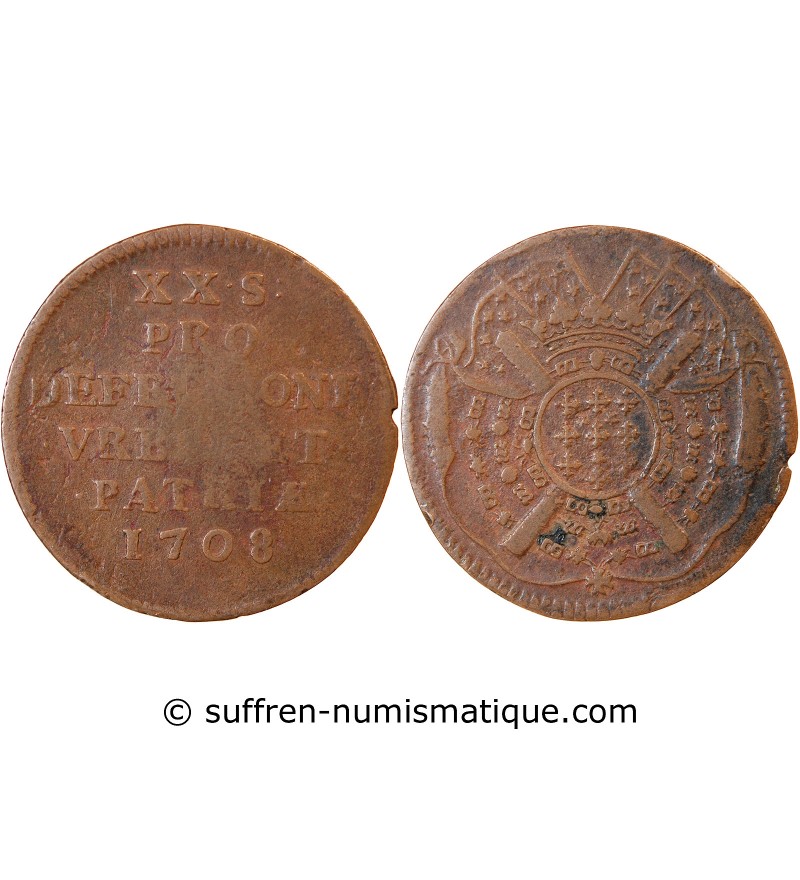 XX·S·
PRO
PATRIÆ
1708
© suffren-numismatique.com